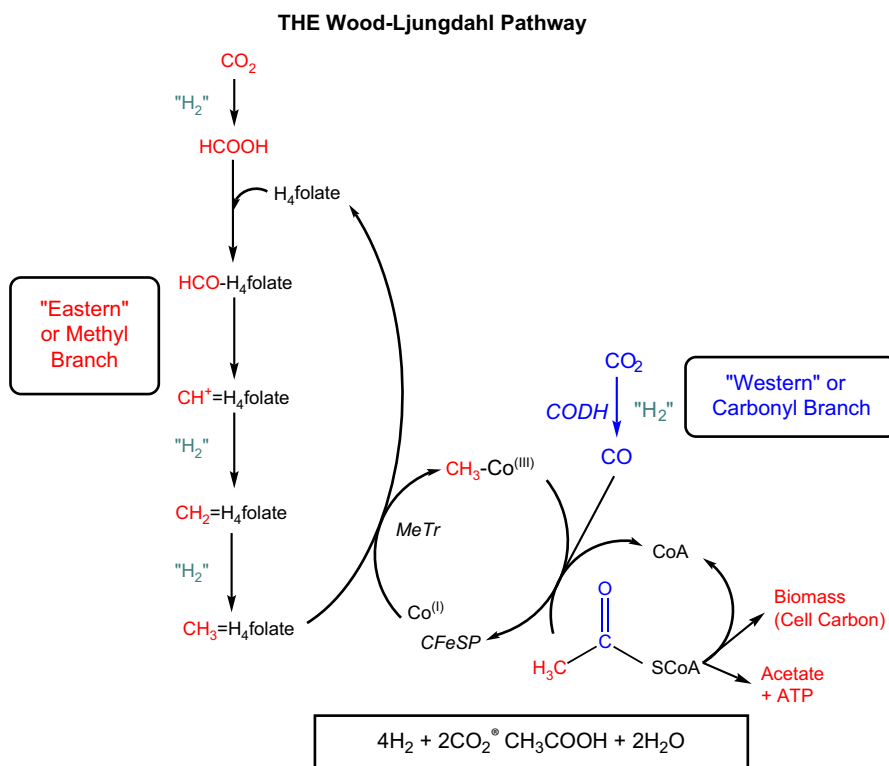 THE Wood-Ljungdahl Pathway
CO₂
"H₂"
HCOOH
H₄folate
HCO-H₄folate
"Eastern"
or Methyl
Branch
CH⁺=H₄folate
"H₂"
CH₂=H₄folate
"H₂"
CH₃=H₄folate
CH₃-Co⁽ᴵᴵᴵ⁾
MeTr
Co⁽ᴵ⁾
CFeSP
CO₂
CODH
"H₂"
CO
"Western" or
Carbonyl Branch
CoA
O
H₃C
C
SCoA
Biomass
(Cell Carbon)
Acetate
+ ATP
4H₂ + 2CO₂® CH₃COOH + 2H₂O